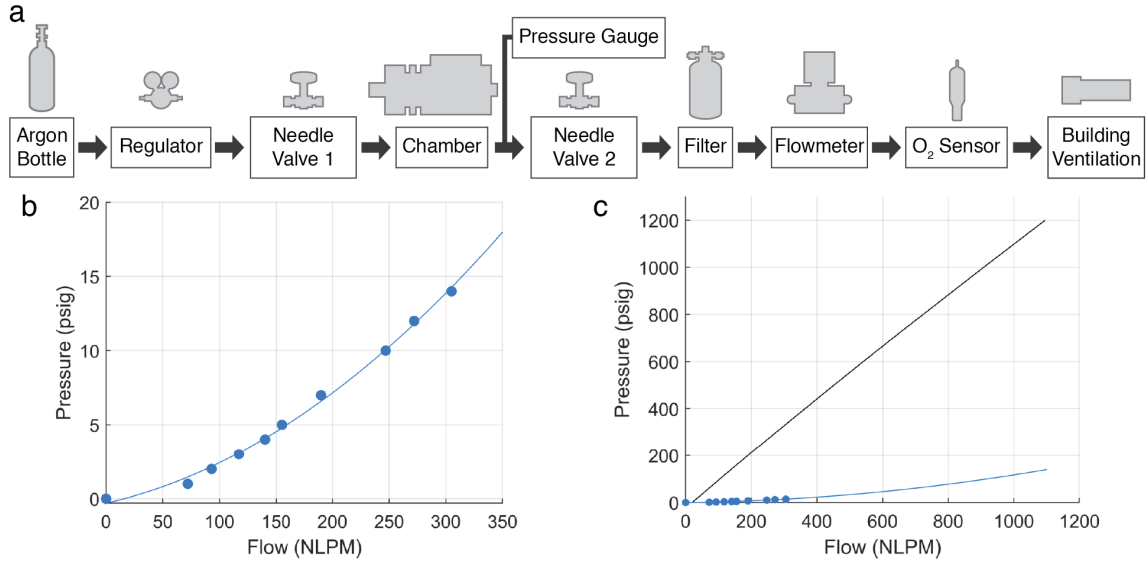 a
Pressure Gauge
Argon
Bottle
Regulator
Needle
Valve 1
Chamber
Needle
Valve 2
Filter
Flowmeter
O2 Sensor
Building
Ventilation
b
20
15
10
5
0
Pressure (psig)
0 50 100 150 200 250 300 350
Flow (NLPM)
c
1200
1000
800
600
400
200
0
Pressure (psig)
0 200 400 600 800 1000 1200
Flow (NLPM)